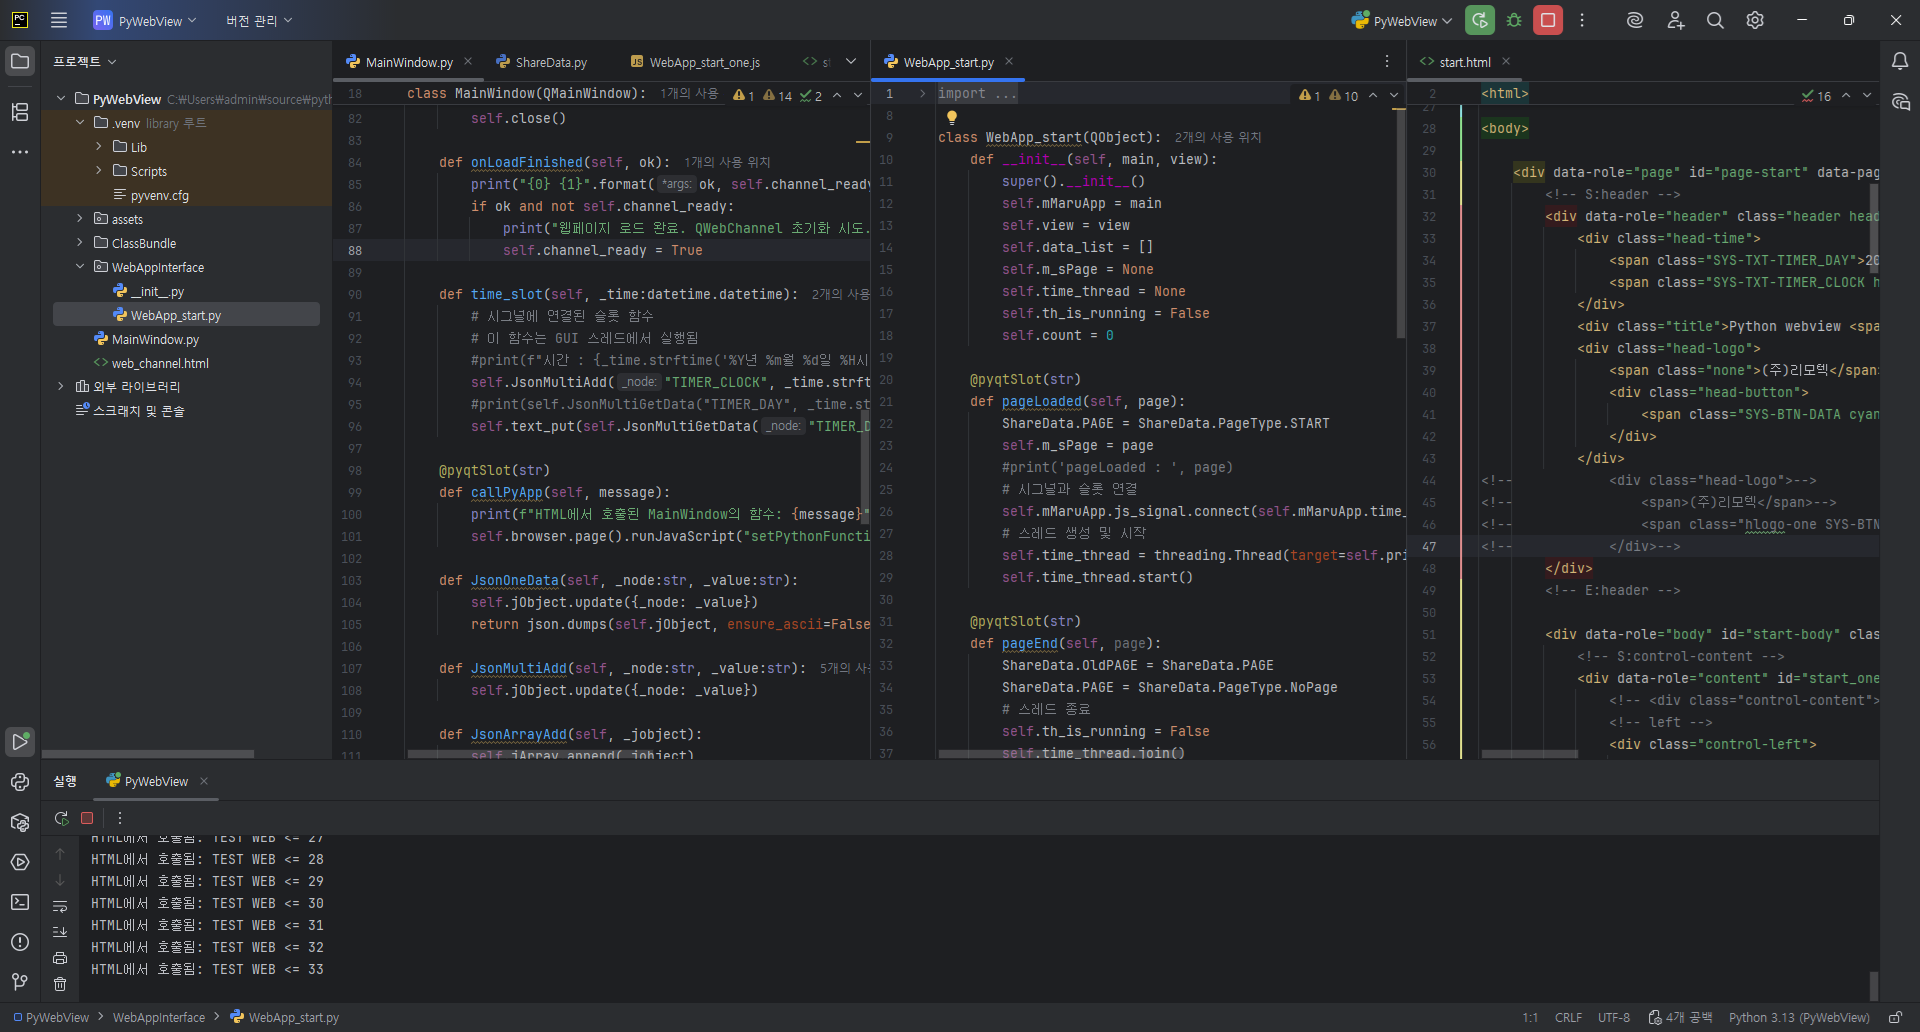 PC
PW PyWebView
버전 관리
PyWebView
프로젝트
PyWebView C:₩Users₩admin₩source₩pyth
.venv library 루트
Lib
Scripts
pyvenv.cfg
assets
ClassBundle
WebAppInterface
__init__.py
WebApp_start.py
MainWindow.py
web_channel.html
외부 라이브러리
스크래치 및 콘솔
MainWindow.py
ShareData.py
JS WebApp_start_one.js
<> s
18 class MainWindow(QMainWindow): 1개의 사용 1 14 2
82 self.close()
83
84 def onLoadFinished(self, ok): 1개의 사용 위치
85 print("{0} {1}".format( *args: ok, self.channel_ready
86 if ok and not self.channel_ready:
87 print("웹페이지 로드 완료. QWebChannel 초기화 시도.
88 self.channel_ready = True
89
90 def time_slot(self, _time:datetime.datetime): 2개의 사용
91 # 시그널에 연결된 슬롯 함수
92 # 이 함수는 GUI 스레드에서 실행됨
93 #print(f"시간 : {_time.strftime('%Y년 %m월 %d일 %H시
94 self.JsonMultiAdd( _node: "TIMER_CLOCK", _time.strft
95 #print(self.JsonMultiGetData("TIMER_DAY", _time.st
96 self.text_put(self.JsonMultiGetData( _node: "TIMER_D
97
98 @pyqtSlot(str)
99 def callPyApp(self, message):
100 print(f"HTML에서 호출된 MainWindow의 함수: {message}"
101 self.browser.page().runJavaScript("setPythonFuncti
102
103 def JsonOneData(self, _node:str, _value:str):
104 self.jObject.update({_node: _value})
105 return json.dumps(self.jObject, ensure_ascii=False
106
107 def JsonMultiAdd(self, _node:str, _value:str): 5개의 사
108 self.jObject.update({_node: _value})
109
110 def JsonArrayAdd(self, _jobject):
111 self.jArray.append(_jobject)
WebApp_start.py
1 import ... 1 10
8
9 class WebApp_start(QObject): 2개의 사용 위치
10 def __init__(self, main, view):
11 super().__init__()
12 self.mMaruApp = main
13 self.view = view
14 self.data_list = []
15 self.m_sPage = None
16 self.time_thread = None
17 self.th_is_running = False
18 self.count = 0
19
20 @pyqtSlot(str)
21 def pageLoaded(self, page):
22 ShareData.PAGE = ShareData.PageType.START
23 self.m_sPage = page
24 #print('pageLoaded : ', page)
25 # 시그널과 슬롯 연결
26 self.mMaruApp.js_signal.connect(self.mMaruApp.time_
27 # 스레드 생성 및 시작
28 self.time_thread = threading.Thread(target=self.pri
29 self.time_thread.start()
30
31 @pyqtSlot(str)
32 def pageEnd(self, page):
33 ShareData.OldPAGE = ShareData.PAGE
34 ShareData.PAGE = ShareData.PageType.NoPage
35 # 스레드 종료
36 self.th_is_running = False
37 self.time_thread.join()
<> start.html
2 <html> 16
27
28 <body>
29
30 <div data-role="page" id="page-start" data-pag
31 <!-- S:header -->
32 <div data-role="header" class="header head
33 <div class="head-time">
34 <span class="SYS-TXT-TIMER_DAY">20
35 <span class="SYS-TXT-TIMER_CLOCK h
36 </div>
37 <div class="title">Python webview <spa
38 <div class="head-logo">
39 <span class="none">(주)리모텍</span
40 <div class="head-button">
41 <span class="SYS-BTN-DATA cyan
42 </div>
43 </div>
44 <!-- <div class="head-logo">-->
45 <!-- <span>(주)리모텍</span>-->
46 <!-- <span class="hlogo-one SYS-BTN
47 <!-- </div>-->
48 </div>
49 <!-- E:header -->
50
51 <div data-role="body" id="start-body" clas
52 <!-- S:control-content -->
53 <div data-role="content" id="start_one
54 <!-- <div class="control-content">
55 <!-- left -->
56 <div class="control-left">
실행 PyWebView
HTML에서 호출됨: TEST WEB <= 27
HTML에서 호출됨: TEST WEB <= 28
HTML에서 호출됨: TEST WEB <= 29
HTML에서 호출됨: TEST WEB <= 30
HTML에서 호출됨: TEST WEB <= 31
HTML에서 호출됨: TEST WEB <= 32
HTML에서 호출됨: TEST WEB <= 33
PyWebView > WebAppInterface > WebApp_start.py
1:1 CRLF UTF-8 4개 공백 Python 3.13 (PyWebView)